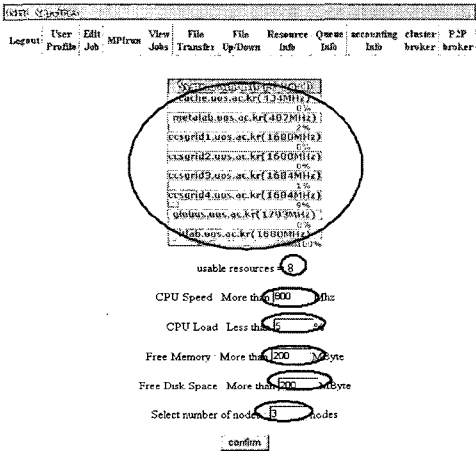 Logout User Profile Edit Job MPIrun View Jobs File Transfer File Up/Down Resource Info Queue Info accounting Info cluster broker P2P broker
cache.uos.ac.kr(434MHz)
0%
metalab.uos.ac.kr(407MHz)
2%
ccsgrid1.uos.ac.kr(1600MHz)
0%
ccsgrid2.uos.ac.kr(1600MHz)
0%
ccsgrid3.uos.ac.kr(1684MHz)
1%
ccsgrid4.uos.ac.kr(1684MHz)
9%
globus.uos.ac.kr(1703MHz)
0%
100%
usable resources = 8
CPU Speed More than 800 Mhz
CPU Load Less than 5 %
Free Memory More than 200 MByte
Free Disk Space More than 200 MByte
Select number of nodes 3 nodes
confirm